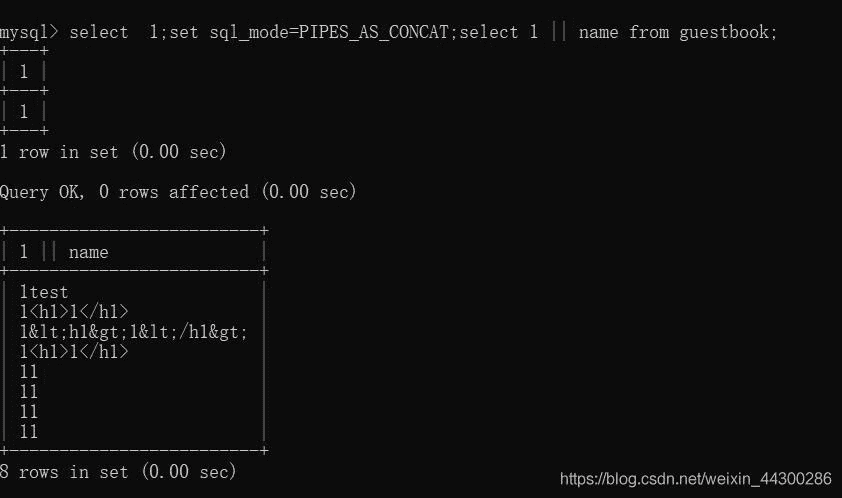 mysql> select  1;set sql_mode=PIPES_AS_CONCAT;select 1 || name from guestbook;
+---+
| 1 |
+---+
| 1 |
+---+
1 row in set (0.00 sec)

Query OK, 0 rows affected (0.00 sec)

+------------------------+
| 1 || name              |
+------------------------+
| 1test                  |
| 1<h1>1</h1>            |
| 1&lt;h1&gt;1&lt;/h1&gt; |
| 1<h1>1</h1>            |
| 11                     |
| 11                     |
| 11                     |
| 11                     |
+------------------------+
8 rows in set (0.00 sec)
https://blog.csdn.net/weixin_44300286